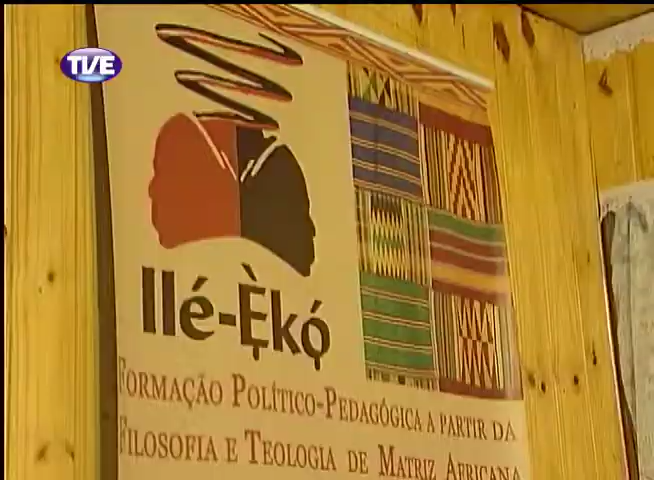 TVE
Ilé-Ẹ̀kọ́
FORMAÇÃO POLÍTICO-PEDAGÓGICA A PARTIR DA
FILOSOFIA E TEOLOGIA DE MATRIZ AFRICANA